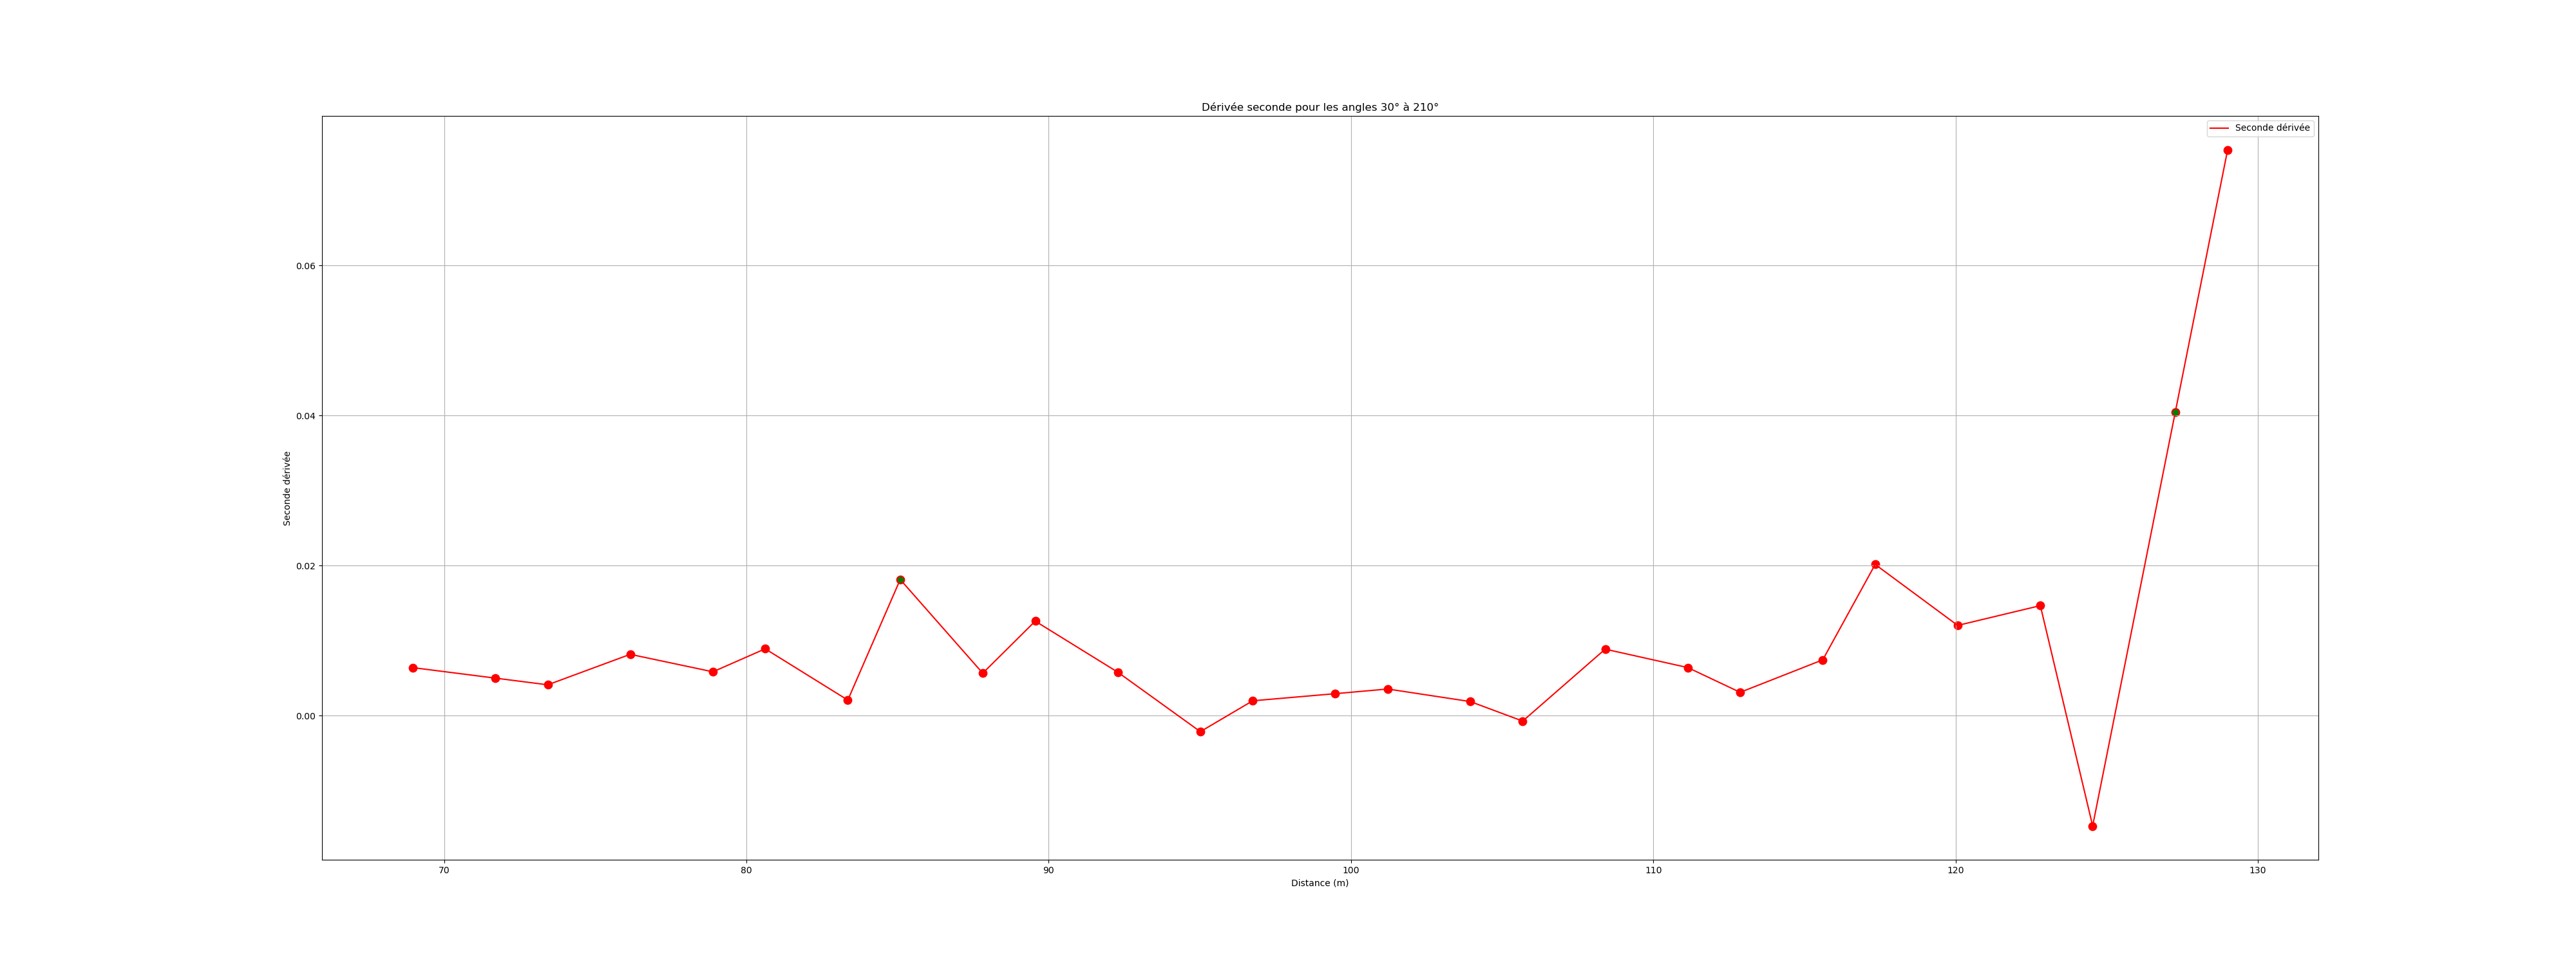 Dérivée seconde pour les angles 30° à 210°
Seconde dérivée
0.06
0.04
0.02
0.00
Seconde dérivée
70 80 90 100 110 120 130
Distance (m)